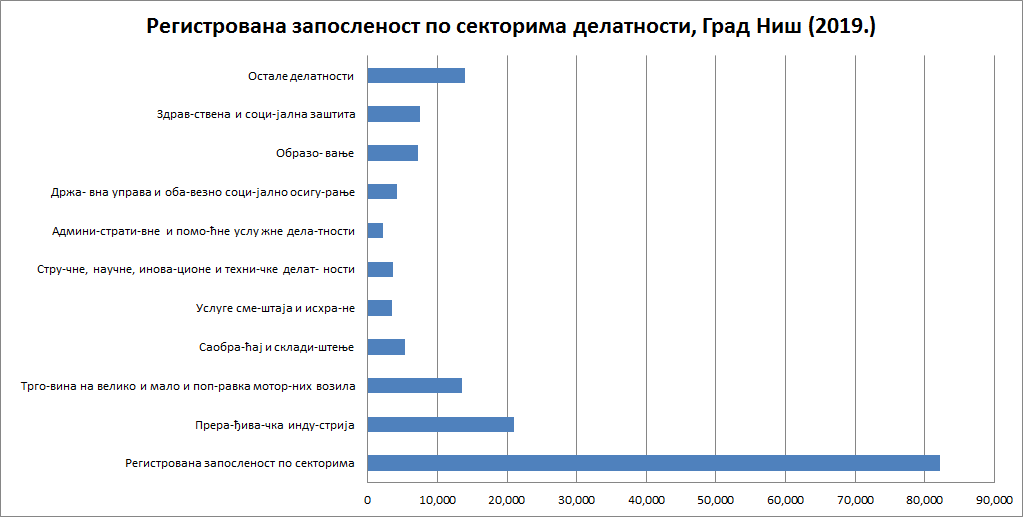 Регистрована запосленост по секторима делатности, Град Ниш (2019.)
Остале делатности
Здрав-ствена и соци-јална заштита
Образо- вање
Држа- вна управа и оба-везно соци-јално осигу-рање
Админи-страти-вне и помо-ћне услу жне дела-тности
Стру-чне, научне, инова-ционе и техни-чке делат- ности
Услуге сме-штаја и исхра-не
Саобра-ћај и склади-штење
Трго-вина на велико и мало и поп-равка мотор-них возила
Прера-ђива-чка инду-стрија
Регистрована запосленост по секторима
0 10,000 20,000 30,000 40,000 50,000 60,000 70,000 80,000 90,000